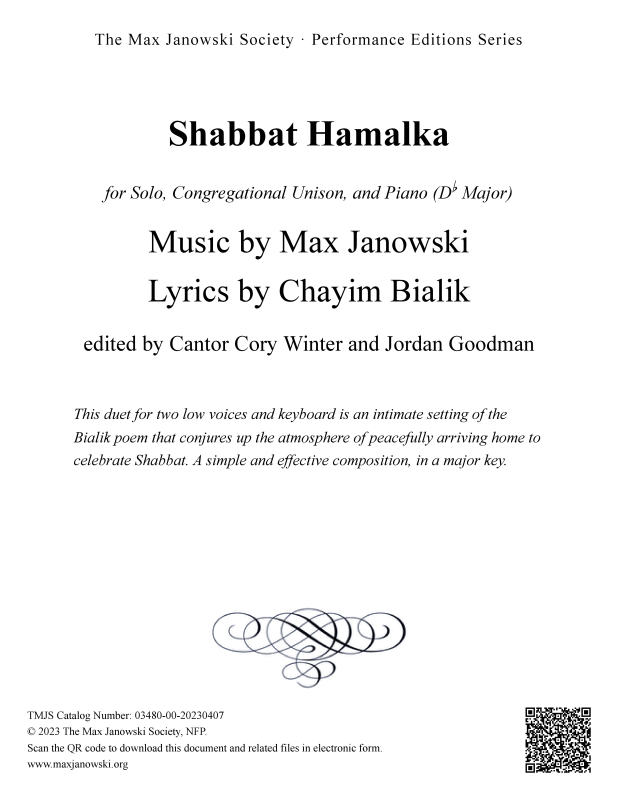 The Max Janowski Society · Performance Editions Series
Shabbat Hamalka
for Solo, Congregational Unison, and Piano (D♭ Major)
Music by Max Janowski
Lyrics by Chayim Bialik
edited by Cantor Cory Winter and Jordan Goodman
This duet for two low voices and keyboard is an intimate setting of the
Bialik poem that conjures up the atmosphere of peacefully arriving home to
celebrate Shabbat. A simple and effective composition, in a major key.
TMJS Catalog Number: 03480-00-20230407
© 2023 The Max Janowski Society, NFP.
Scan the QR code to download this document and related files in electronic form.
www.maxjanowski.org